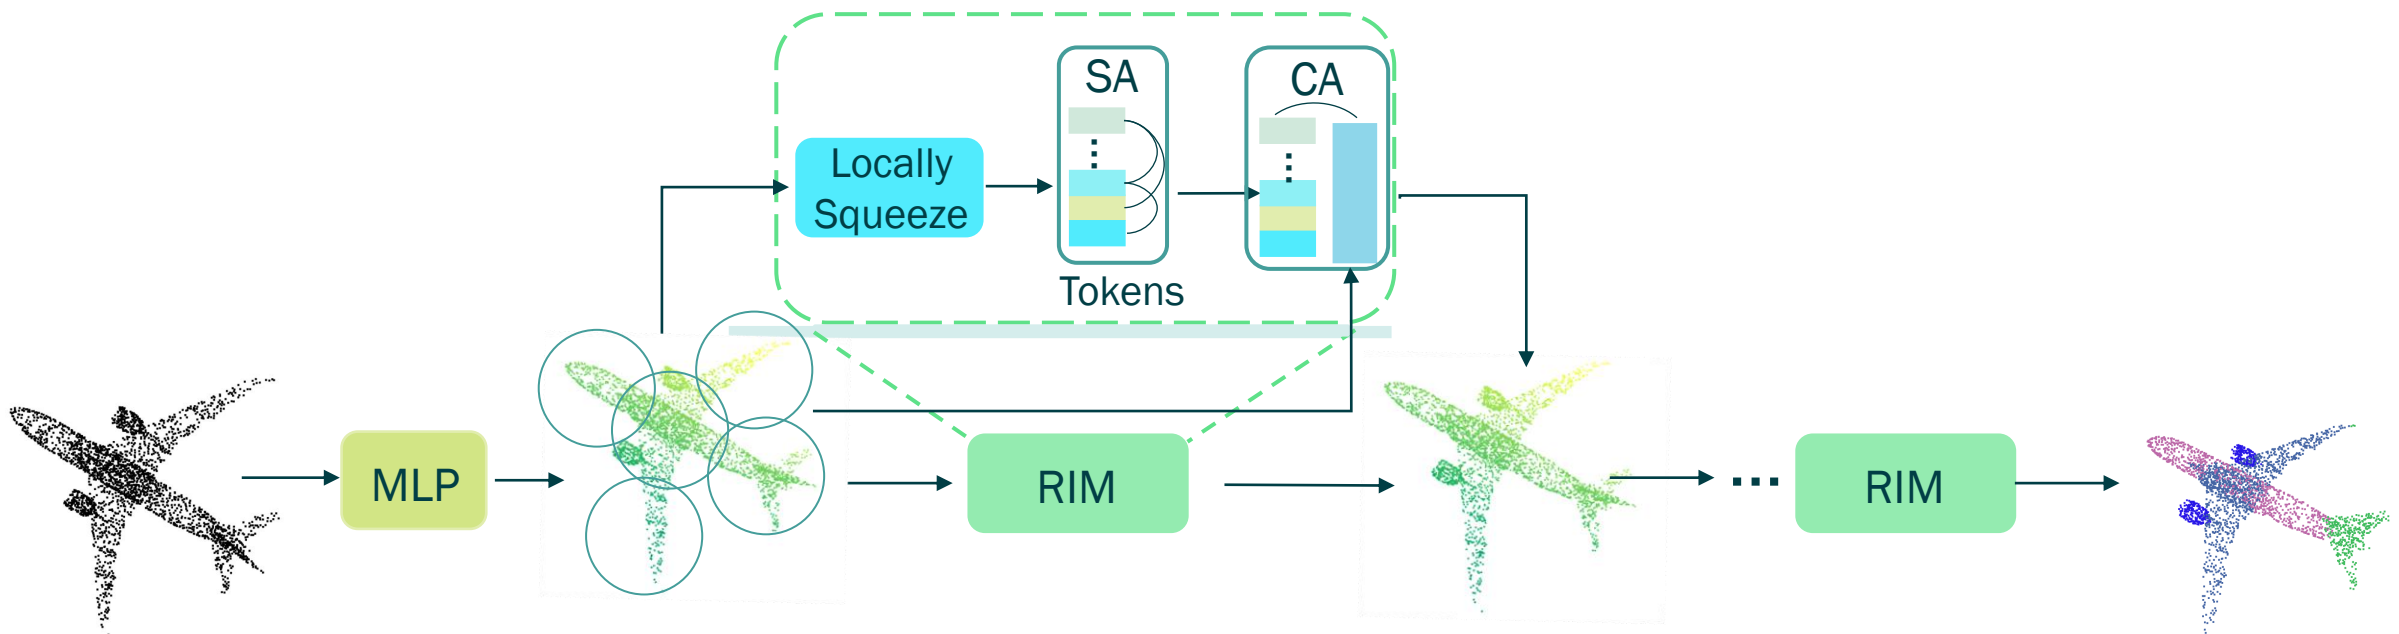 SA
CA
Locally
Squeeze
Tokens
MLP
RIM
RIM